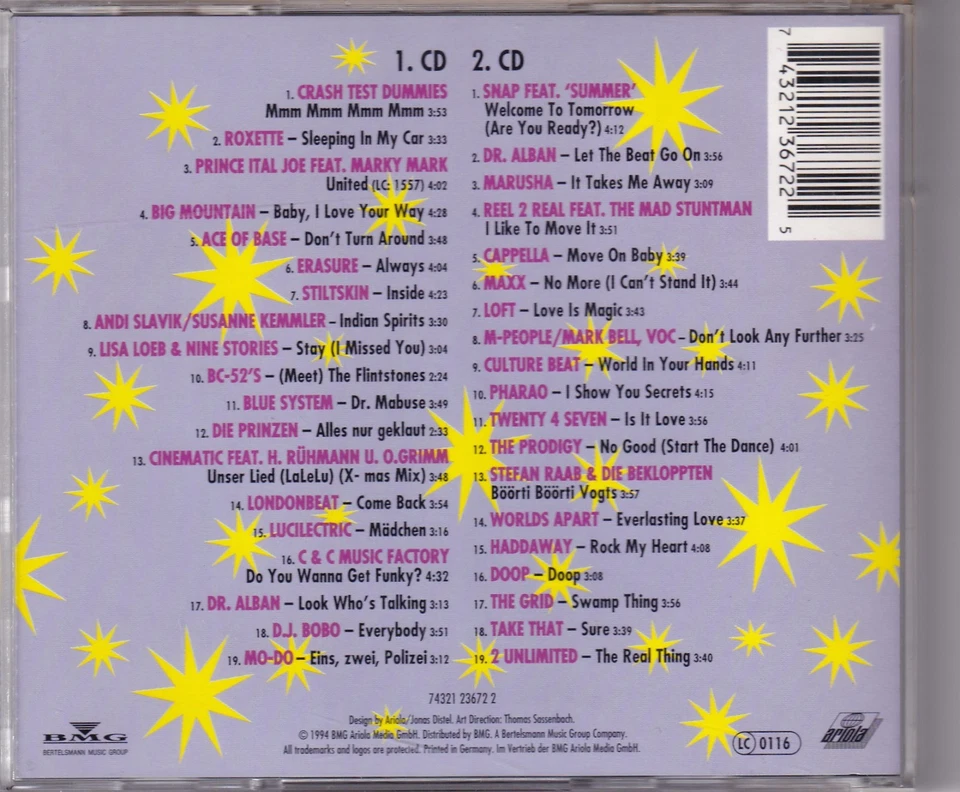 1. CD
1. CRASH TEST DUMMIES
Mmm Mmm Mmm Mmm 3:53
2. ROXETTE – Sleeping In My Car 3:33
3. PRINCE ITAL JOE FEAT. MARKY MARK
United (LC: 1557) 4:02
4. BIG MOUNTAIN – Baby, I Love Your Way 4:28
5. ACE OF BASE – Don't Turn Around 3:48
6. ERASURE – Always 4:04
7. STILTSKIN – Inside 4:23
8. ANDI SLAVIK/SUSANNE KEMMLER – Indian Spirits 3:30
9. LISA LOEB & NINE STORIES – Stay (I Missed You) 3:04
10. BC-52'S – (Meet) The Flintstones 2:24
11. BLUE SYSTEM – Dr. Mabuse 3:49
12. DIE PRINZEN – Alles nur geklaut 2:33
13. CINEMATIC FEAT. H. RÜHMANN U. O.GRIMM
Unser Lied (LaLeLu) (X- mas Mix) 3:48
14. LONDONBEAT – Come Back 3:54
15. LUCILECTRIC – Mädchen 3:16
16. C & C MUSIC FACTORY
Do You Wanna Get Funky? 4:32
17. DR. ALBAN – Look Who's Talking 3:13
18. D.J. BOBO – Everybody 3:51
19. MO-DO – Eins, zwei, Polizei 3:12
2. CD
1. SNAP FEAT. 'SUMMER'
Welcome To Tomorrow
(Are You Ready?) 4:12
2. DR. ALBAN – Let The Beat Go On 3:56
3. MARUSHA – It Takes Me Away 3:09
4. REEL 2 REAL FEAT. THE MAD STUNTMAN
I Like To Move It 3:51
5. CAPPELLA – Move On Baby 3:39
6. MAXX – No More (I Can't Stand It) 3:44
7. LOFT – Love Is Magic 3:43
8. M-PEOPLE/MARK BELL, VOC – Don't Look Any Further 3:25
9. CULTURE BEAT – World In Your Hands 4:11
10. PHARAO – I Show You Secrets 4:15
11. TWENTY 4 SEVEN – Is It Love 3:56
12. THE PRODIGY – No Good (Start The Dance) 4:01
13. STEFAN RAAB & DIE BEKLOPPTEN
Böörti Böörti Vogts 3:57
14. WORLDS APART – Everlasting Love 3:37
15. HADDAWAY – Rock My Heart 4:08
16. DOOP – Doop 3:08
17. THE GRID – Swamp Thing 3:56
18. TAKE THAT – Sure 3:39
19. 2 UNLIMITED – The Real Thing 3:40
7 43212 36722 5
74321 23672 2
Design by Ariola/Jonas Distel. Art Direction: Thomas Sassenbach.
© 1994 BMG Ariola Media GmbH. Distributed by BMG. A Bertelsmann Music Group Company.
All trademarks and logos are protected. Printed in Germany. Im Vertrieb der BMG Ariola Media GmbH.
BMG
BERTELSMANN MUSIC GROUP
LC 0116
ariola